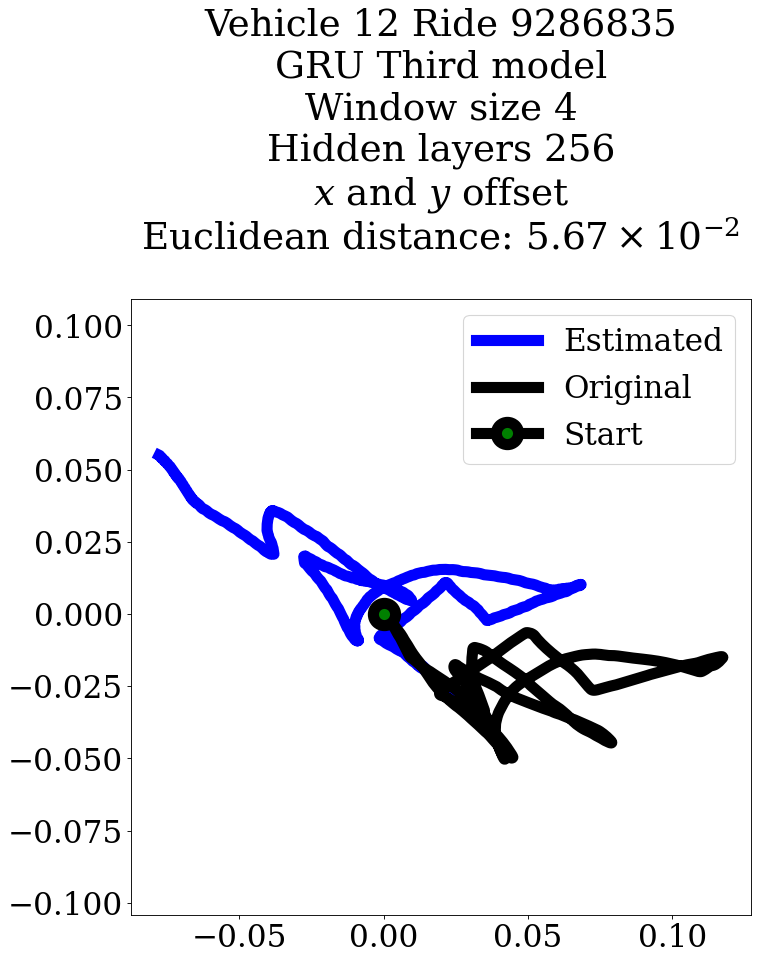 Vehicle 12 Ride 9286835
GRU Third model
Window size 4
Hidden layers 256
x and y offset
Euclidean distance: 5.67 × 10⁻²
Estimated
Original
Start
0.100
0.075
0.050
0.025
0.000
−0.025
−0.050
−0.075
−0.100
−0.05 0.00 0.05 0.10